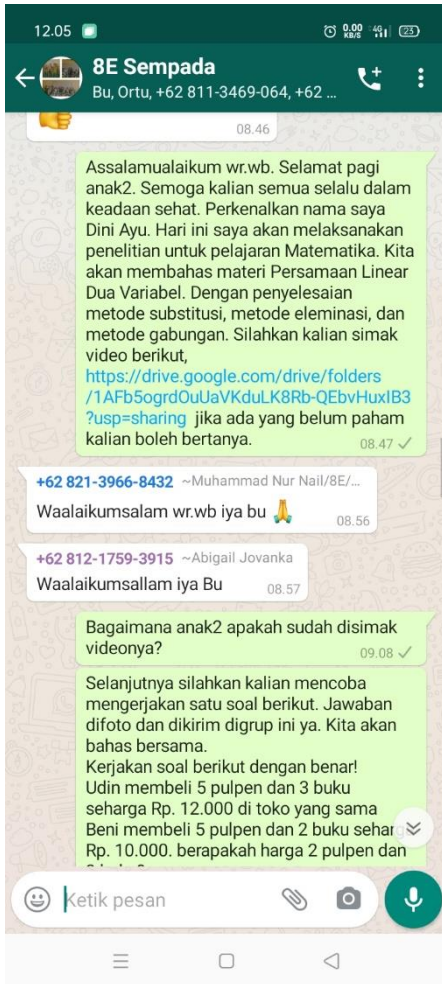 12.05
0.00 KB/S 4G 23
8E Sempada
Bu, Ortu, +62 811-3469-064, +62 ...
08.46
Assalamualaikum wr.wb. Selamat pagi
anak2. Semoga kalian semua selalu dalam
keadaan sehat. Perkenalkan nama saya
Dini Ayu. Hari ini saya akan melaksanakan
penelitian untuk pelajaran Matematika. Kita
akan membahas materi Persamaan Linear
Dua Variabel. Dengan penyelesaian
metode substitusi, metode eleminasi, dan
metode gabungan. Silahkan kalian simak
video berikut,
https://drive.google.com/drive/folders
/1AFb5ogrdOuUaVKduLK8Rb-QEbvHuxIB3
?usp=sharing jika ada yang belum paham
kalian boleh bertanya.
08.47
+62 821-3966-8432 ~Muhammad Nur Nail/8E/...
Waalaikumsalam wr.wb iya bu 🙏
08.56
+62 812-1759-3915 ~Abigail Jovanka
Waalaikumsallam iya Bu
08.57
Bagaimana anak2 apakah sudah disimak
videonya?
09.08
Selanjutnya silahkan kalian mencoba
mengerjakan satu soal berikut. Jawaban
difoto dan dikirim digrup ini ya. Kita akan
bahas bersama.
Kerjakan soal berikut dengan benar!
Udin membeli 5 pulpen dan 3 buku
seharga Rp. 12.000 di toko yang sama
Beni membeli 5 pulpen dan 2 buku
Rp. 10.000. berapakah harga 2 pulpen dan
Ketik pesan